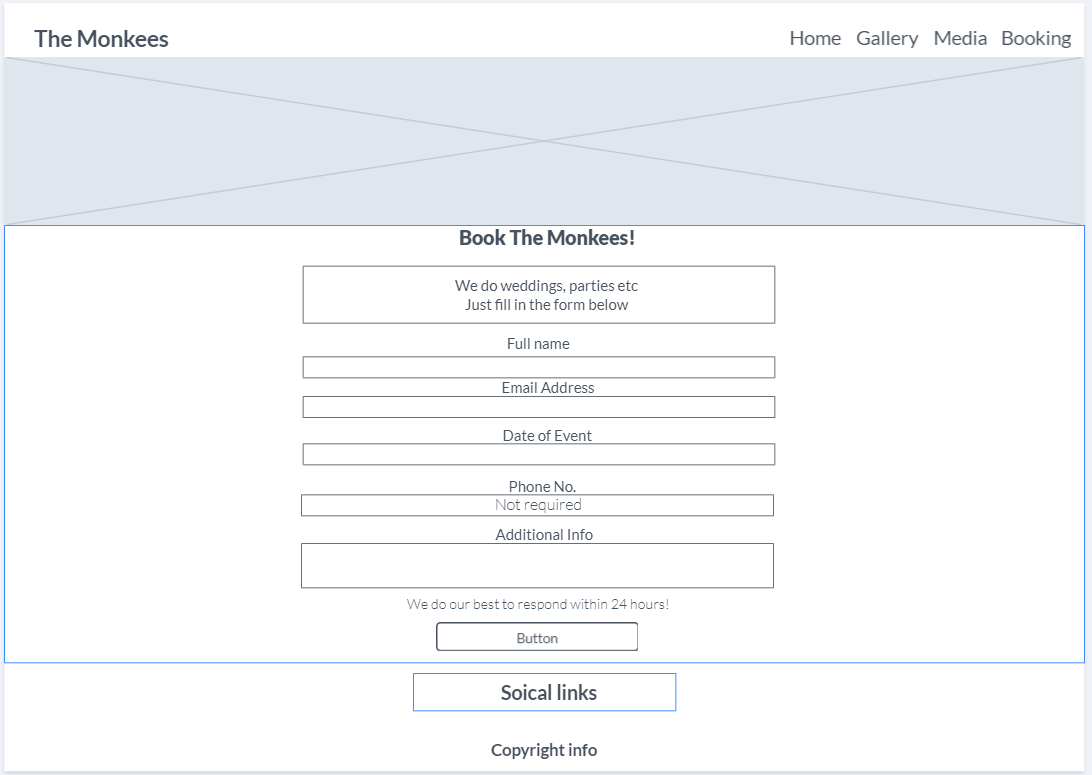 The Monkees
Home Gallery Media Booking
Book The Monkees!
We do weddings, parties etc
Just fill in the form below
Full name
Email Address
Date of Event
Phone No.
Not required
Additional Info
We do our best to respond within 24 hours!
Button
Soical links
Copyright info